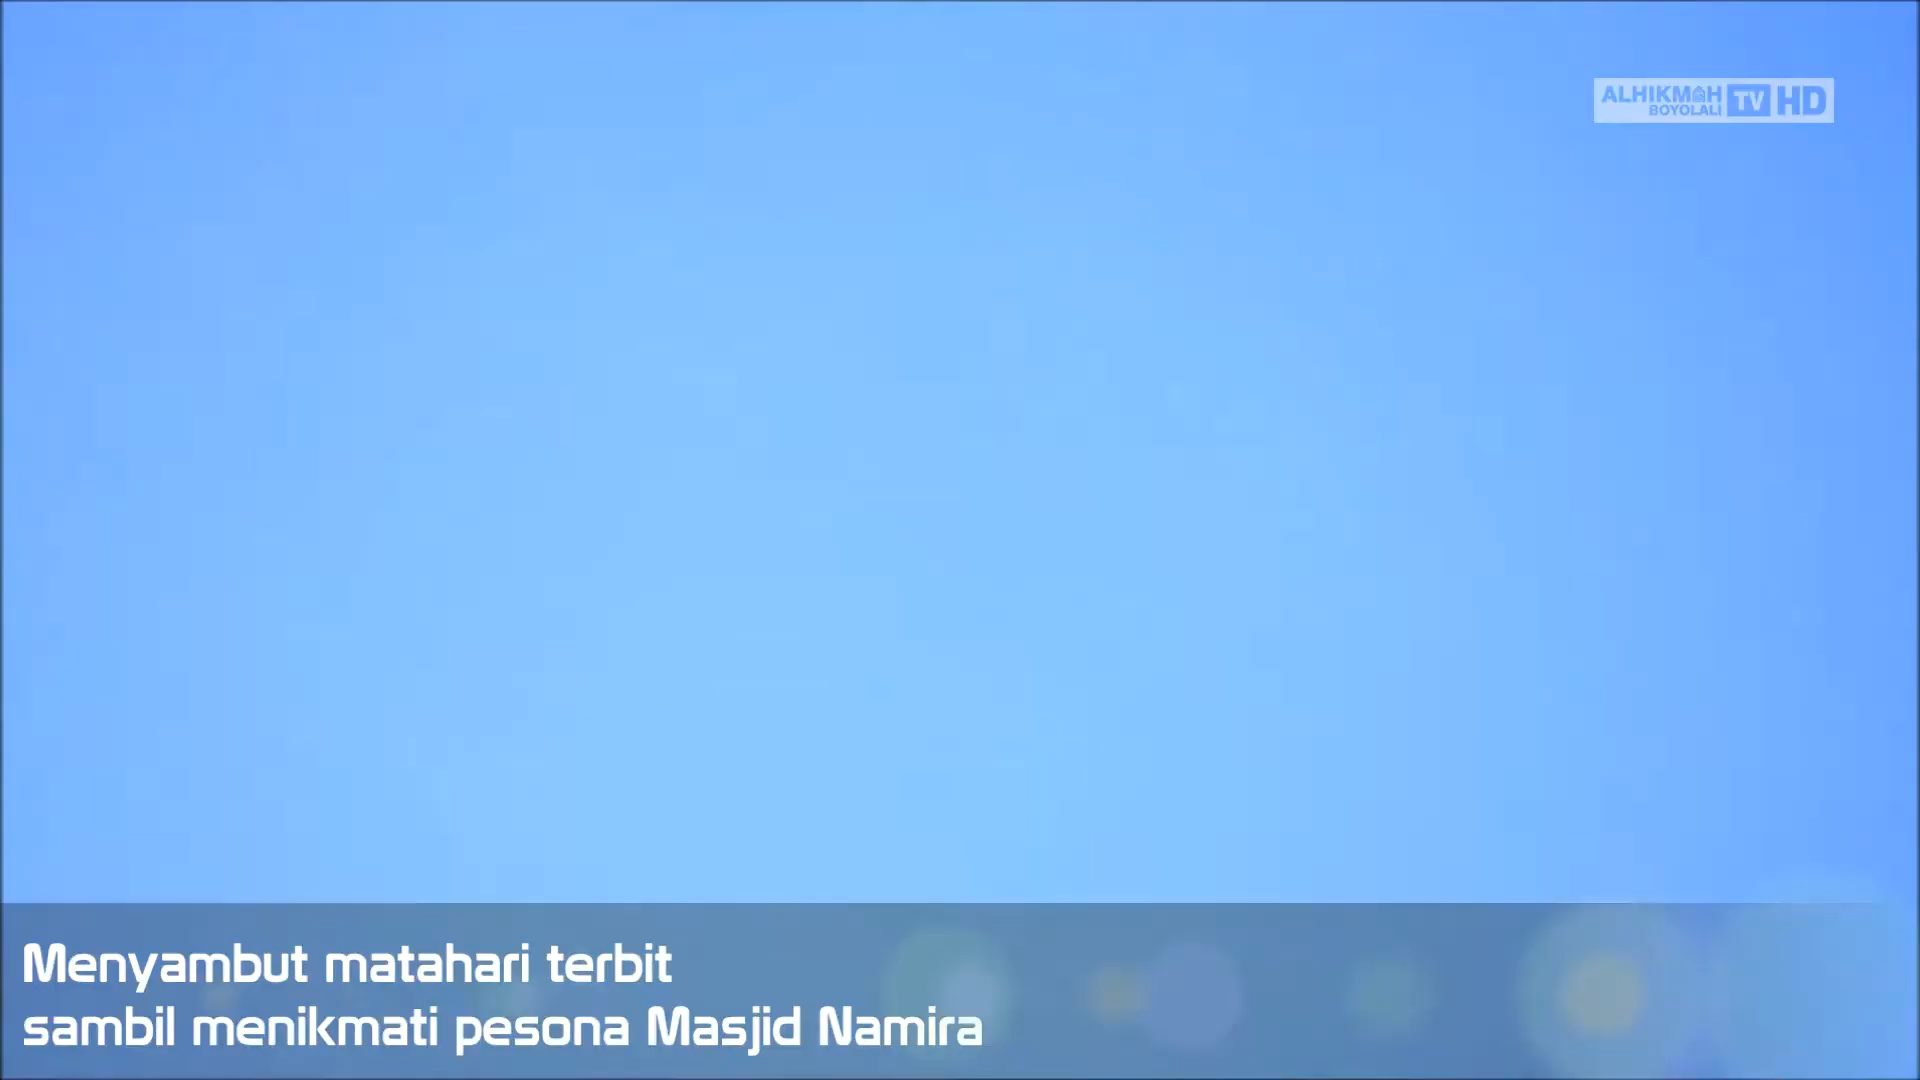 ALHIKMAH TV HD
BOYOLALI
Menyambut matahari terbit
sambil menikmati pesona Masjid Namira